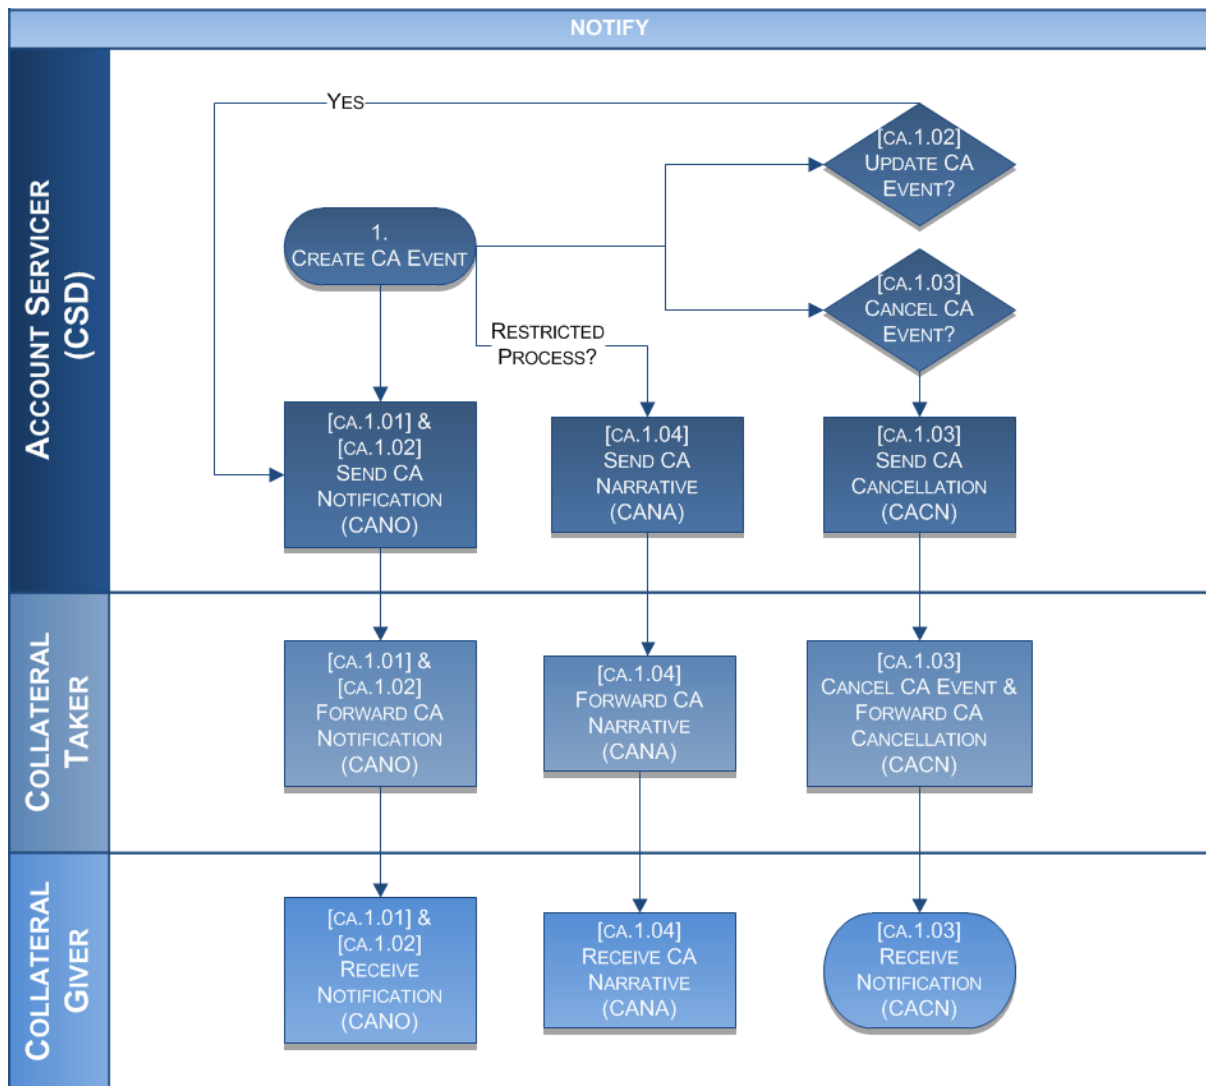 NOTIFY
ACCOUNT SERVICER
(CSD)
YES
[CA.1.02]
UPDATE CA
EVENT?
1.
CREATE CA EVENT
[CA.1.03]
CANCEL CA
EVENT?
RESTRICTED
PROCESS?
[CA.1.01] &
[CA.1.02]
SEND CA
NOTIFICATION
(CANO)
[CA.1.04]
SEND CA
NARRATIVE
(CANA)
[CA.1.03]
SEND CA
CANCELLATION
(CACN)
COLLATERAL
TAKER
[CA.1.01] &
[CA.1.02]
FORWARD CA
NOTIFICATION
(CANO)
[CA.1.04]
FORWARD CA
NARRATIVE
(CANA)
[CA.1.03]
CANCEL CA EVENT &
FORWARD CA
CANCELLATION
(CACN)
COLLATERAL
GIVER
[CA.1.01] &
[CA.1.02]
RECEIVE
NOTIFICATION
(CANO)
[CA.1.04]
RECEIVE CA
NARRATIVE
(CANA)
[CA.1.03]
RECEIVE
NOTIFICATION
(CACN)